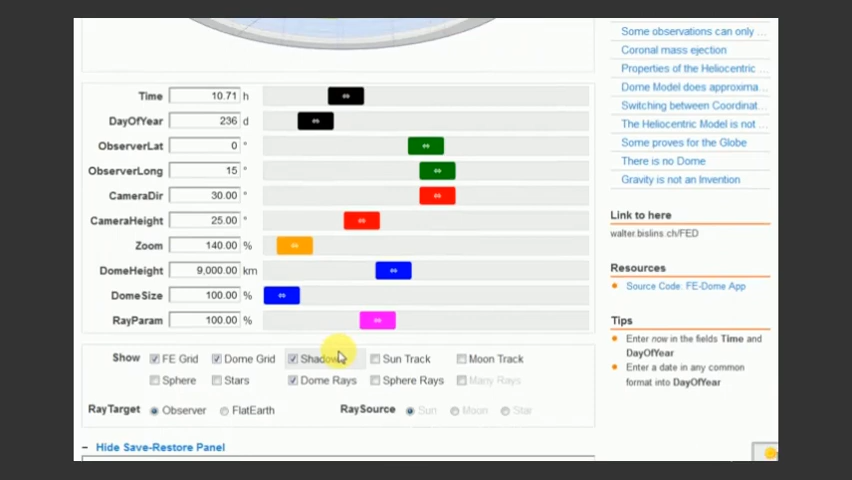 Time 10.71 h
DayOfYear 236 d
ObserverLat 0 °
ObserverLong 15 °
CameraDir 30.00 °
CameraHeight 25.00 °
Zoom 140.00 %
DomeHeight 9,000.00 km
DomeSize 100.00 %
RayParam 100.00 %
Show FE Grid Dome Grid Shadow Sun Track Moon Track
Sphere Stars Dome Rays Sphere Rays Many Rays
RayTarget Observer FlatEarth RaySource Sun Moon Star
− Hide Save-Restore Panel
Some observations can only ...
Coronal mass ejection
Properties of the Heliocentric ...
Dome Model does approxima...
Switching between Coordinat...
The Heliocentric Model is not ...
Some proves for the Globe
There is no Dome
Gravity is not an Invention
Link to here
walter.bislins.ch/FED
Resources
Source Code: FE-Dome App
Tips
Enter now in the fields Time and
DayOfYear
Enter a date in any common
format into DayOfYear